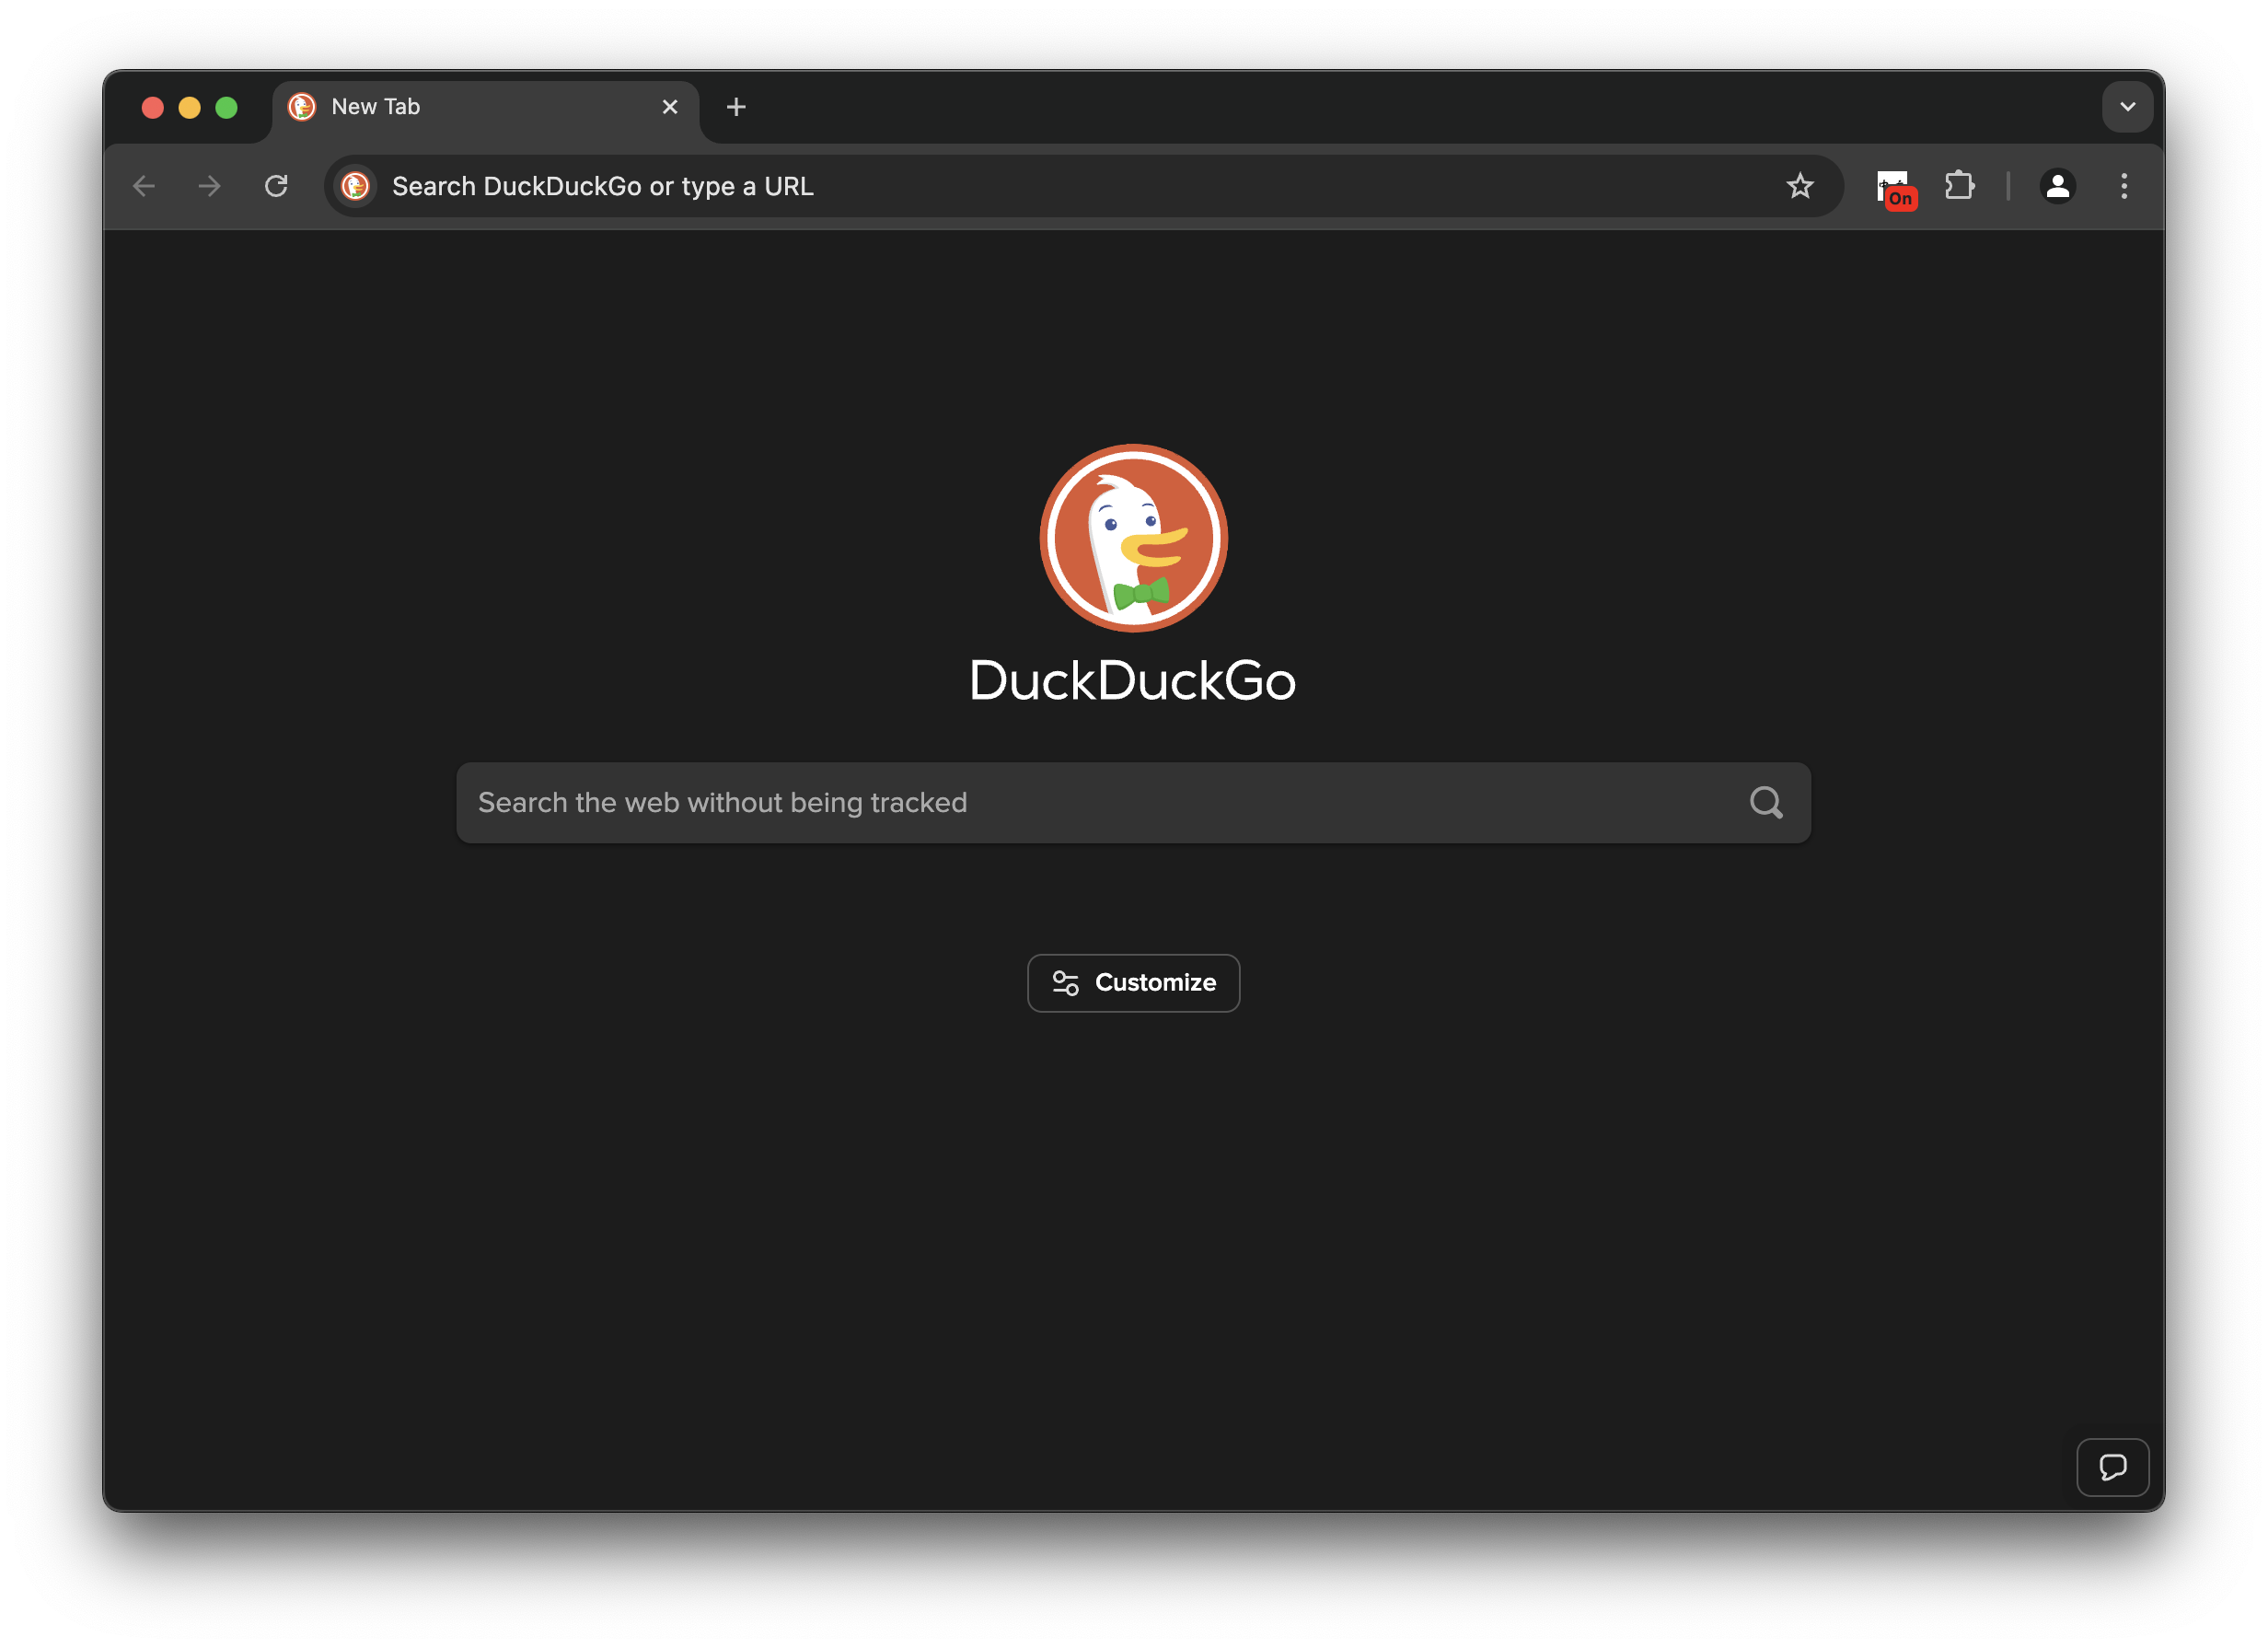 New Tab
Search DuckDuckGo or type a URL
On
DuckDuckGo
Search the web without being tracked
Customize